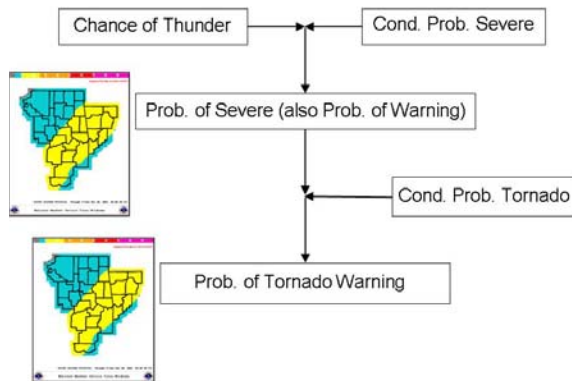 Chance of Thunder
Cond. Prob. Severe
Prob. of Severe (also Prob. of Warning)
Cond. Prob. Tornado
Prob. of Tornado Warning